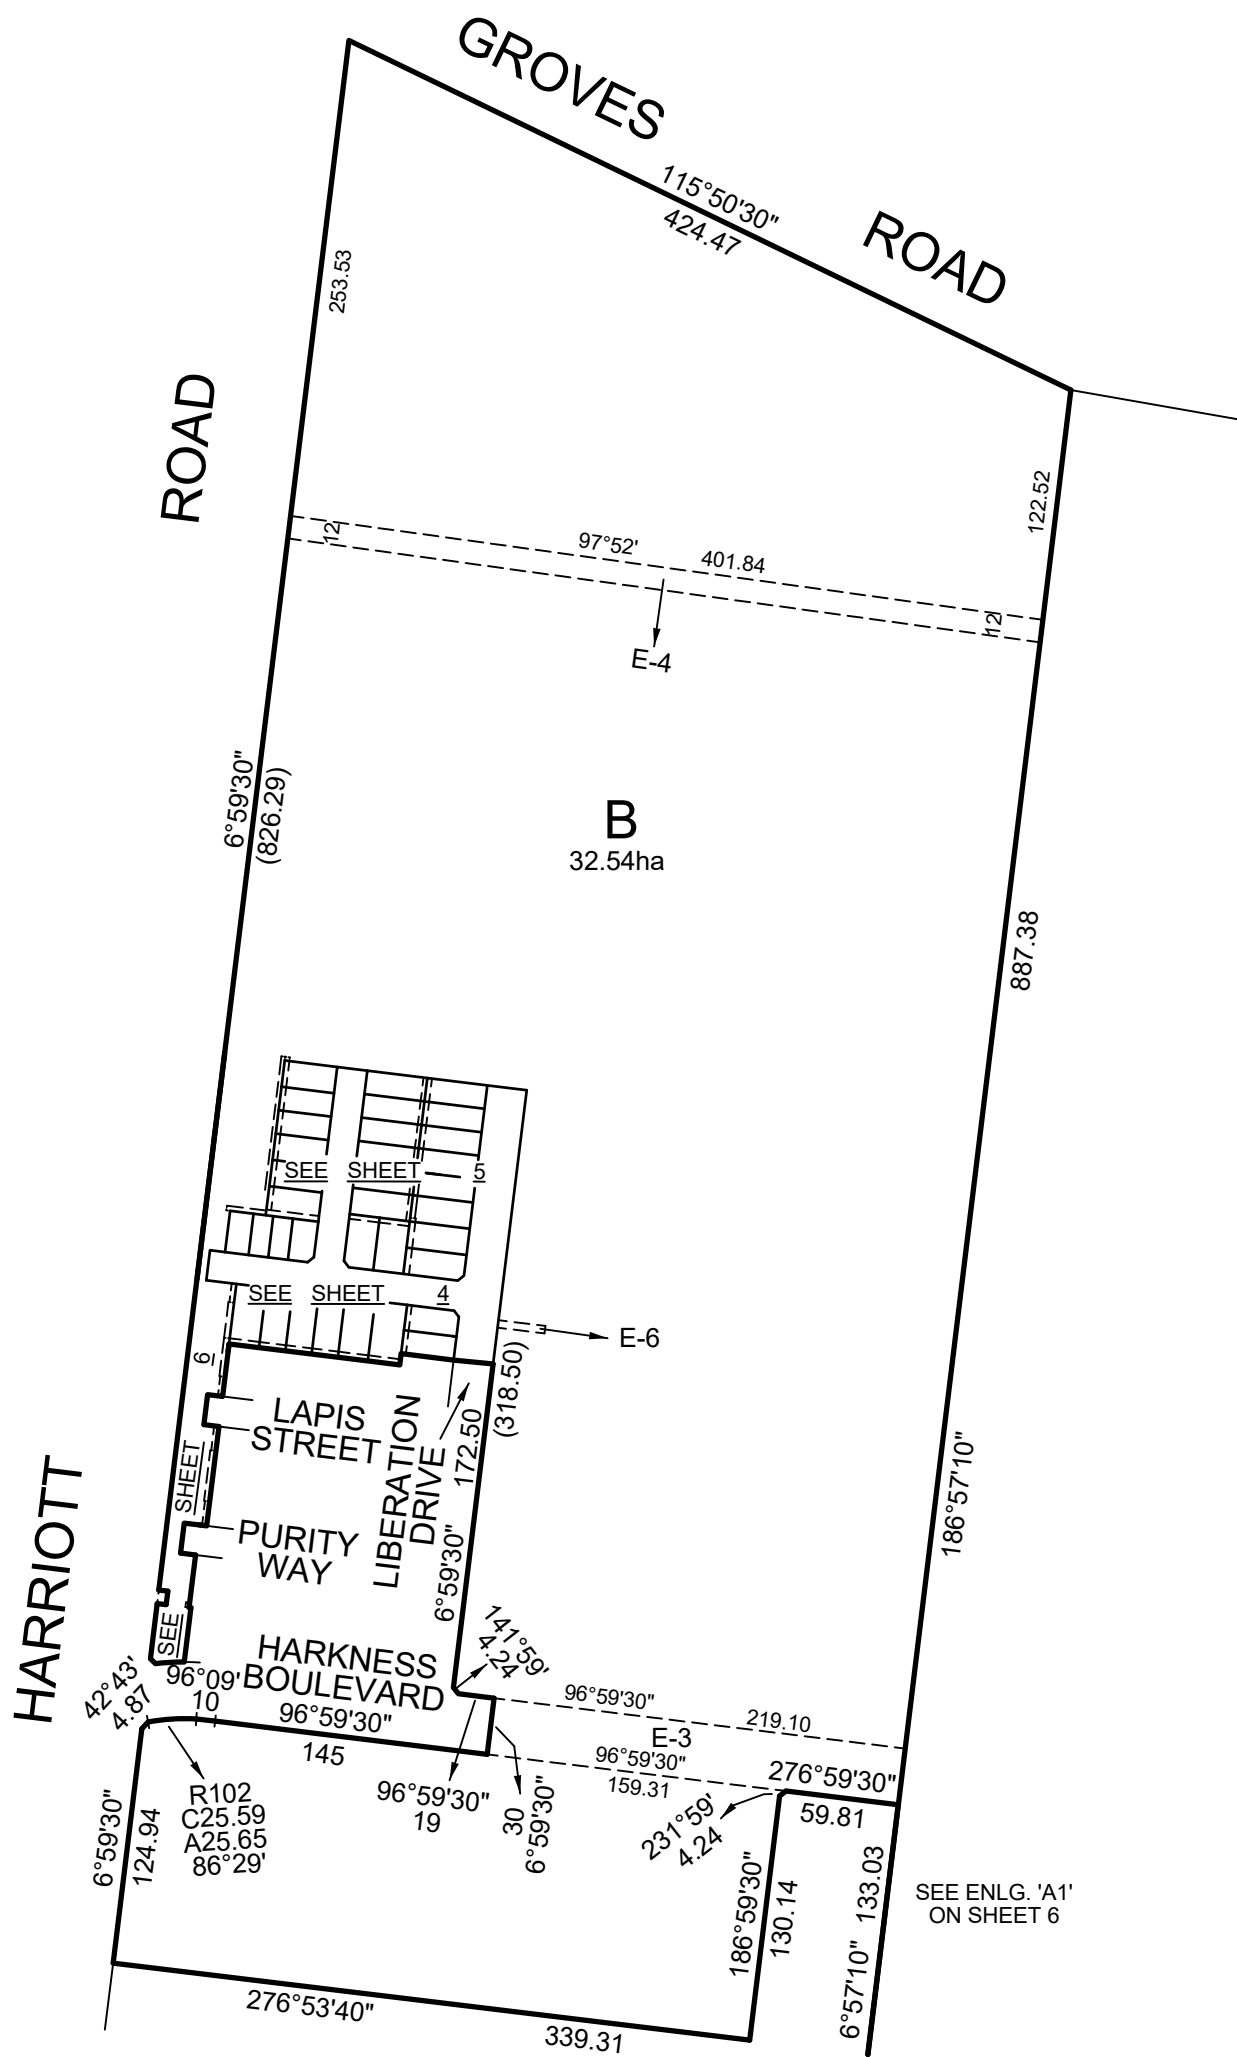 GROVES
ROAD
115°50'30"
424.47
253.53
ROAD
122.52
12
97°52'
401.84
12
E-4
6°59'30"
(826.29)
B
32.54ha
887.38
SEE SHEET 5
SEE SHEET 4
E-6
6
SHEET
SEE
LAPIS
STREET
LIBERATION
DRIVE
172.50
(318.50)
6°59'30"
PURITY
WAY
186°57'10"
HARRIOTT
HARKNESS
BOULEVARD
141°59'
4.24
42°43'
4.87
96°09'
10
96°59'30"
145
96°59'30"
219.10
E-3
96°59'30"
159.31
276°59'30"
59.81
R102
C25.59
A25.65
86°29'
96°59'30"
19
30
6°59'30"
231°59'
4.24
6°59'30"
124.94
186°59'30"
130.14
133.03
6°57'10"
SEE ENLG. 'A1'
ON SHEET 6
276°53'40"
339.31